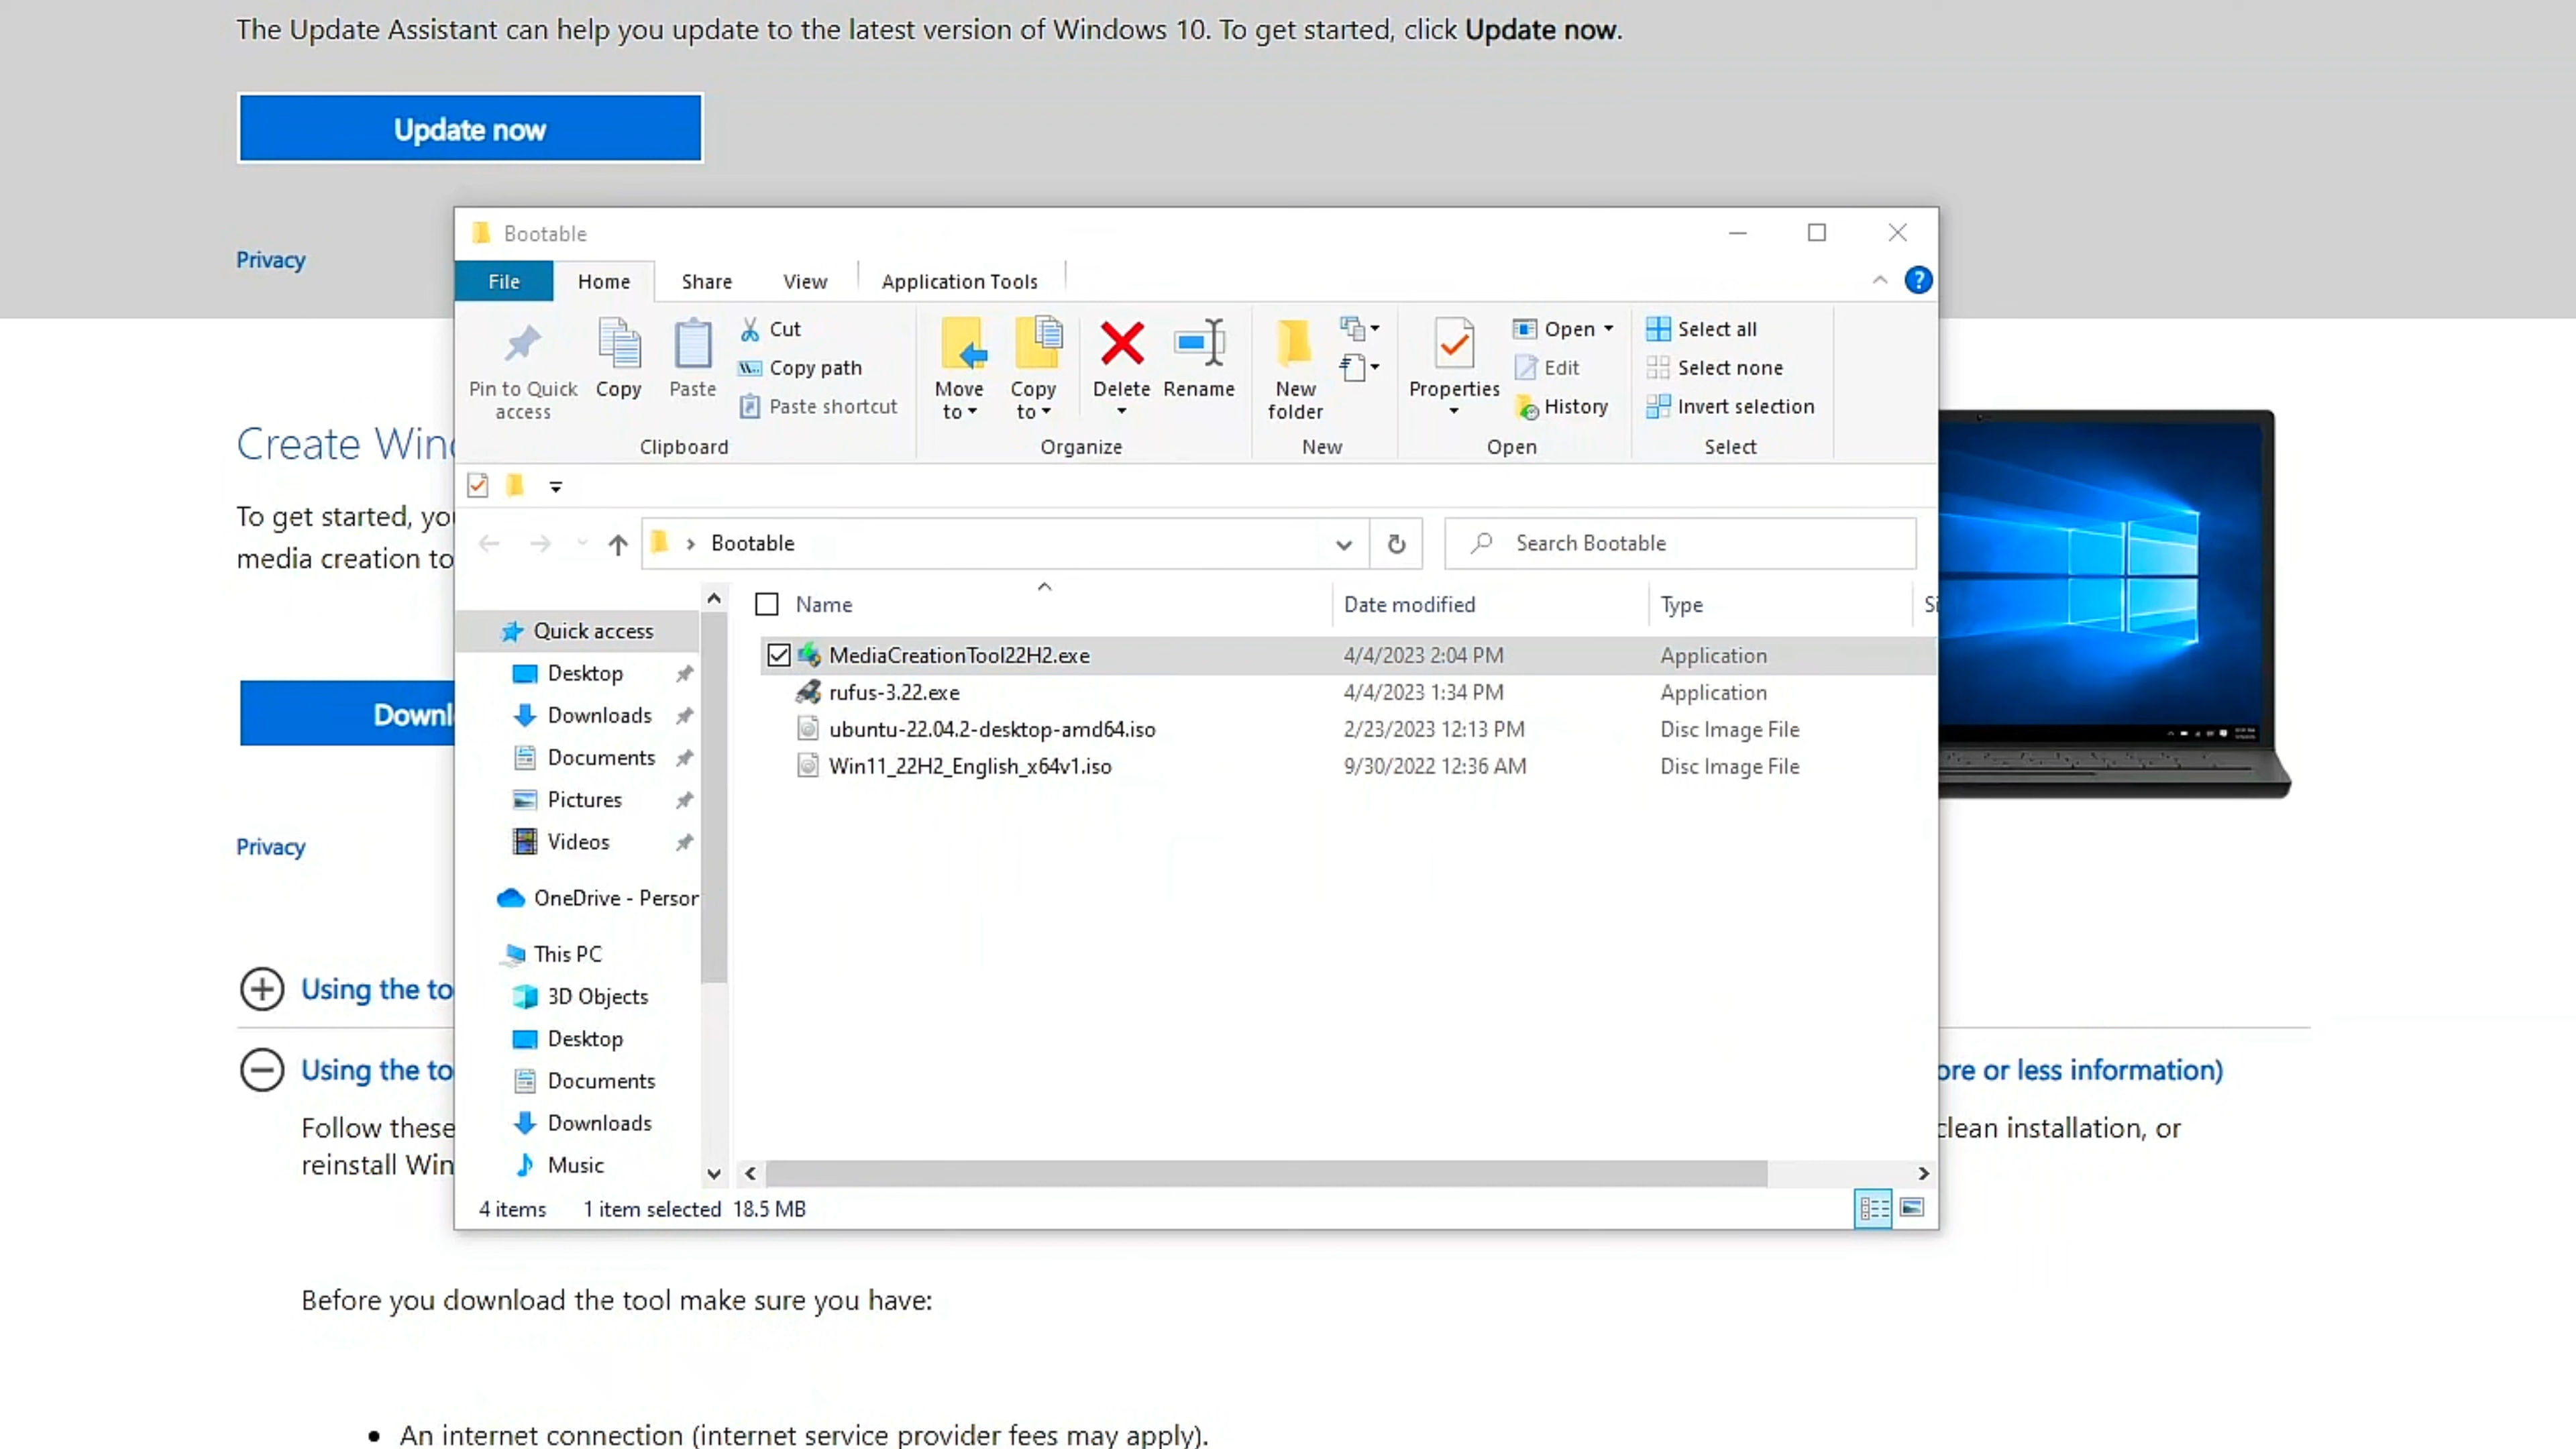 The Update Assistant can help you update to the latest version of Windows 10. To get started, click Update now.
Update now
Privacy
Bootable
File Home Share View Application Tools
Pin to Quick access
Copy
Paste
Cut
Copy path
Paste shortcut
Clipboard
Move to
Copy to
Delete
Rename
Organize
New folder
New
Properties
Open
Edit
History
Open
Select all
Select none
Invert selection
Select
Create Win
To get started, yo
media creation to
Bootable
Search Bootable
Name Date modified Type Si
MediaCreationTool22H2.exe 4/4/2023 2:04 PM Application
rufus-3.22.exe 4/4/2023 1:34 PM Application
ubuntu-22.04.2-desktop-amd64.iso 2/23/2023 12:13 PM Disc Image File
Win11_22H2_English_x64v1.iso 9/30/2022 12:36 AM Disc Image File
Quick access
Desktop
Downloads
Documents
Pictures
Videos
OneDrive - Person
This PC
3D Objects
Desktop
Documents
Downloads
Music
4 items 1 item selected 18.5 MB
Downl
Privacy
Using the to
Using the to
ore or less information)
Follow these
clean installation, or
reinstall Win
Before you download the tool make sure you have:
• An internet connection (internet service provider fees may apply).